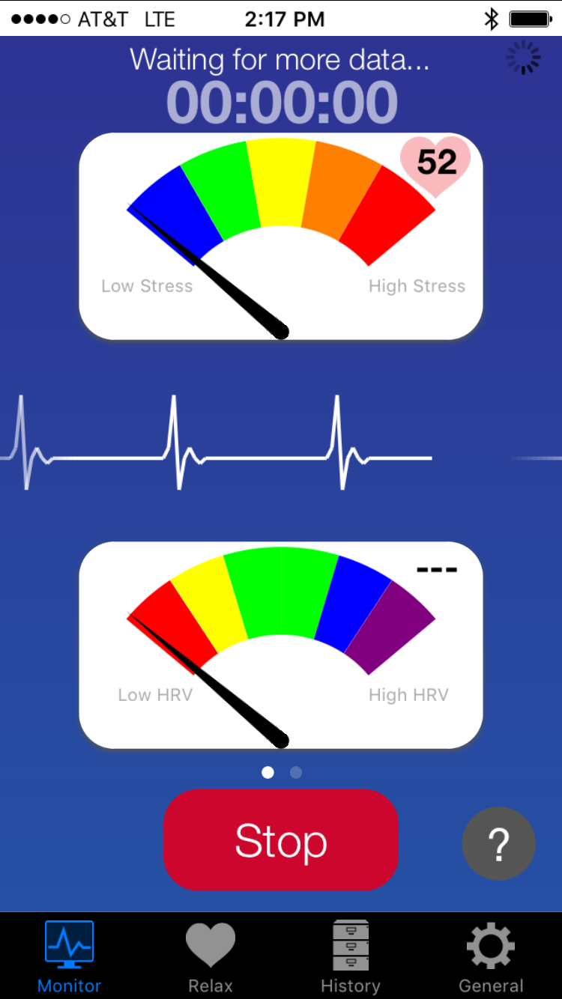 AT&T LTE 2:17 PM
Waiting for more data...
00:00:00
52
Low Stress High Stress
---
Low HRV High HRV
Stop
?
Monitor Relax History General